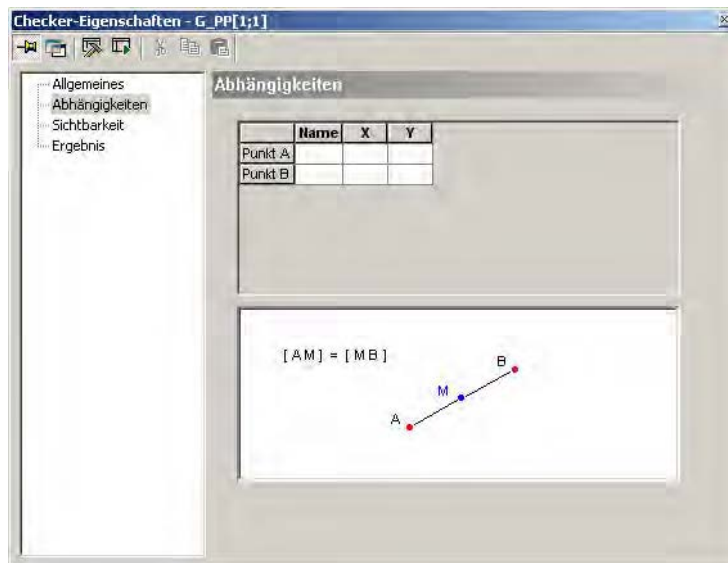 Checker-Eigenschaften - G_PP[1;1]
Allgemeines
Abhängigkeiten
Sichtbarkeit
Ergebnis
Abhängigkeiten
Name X Y
Punkt A
Punkt B
[AM] = [MB]
B
M
A